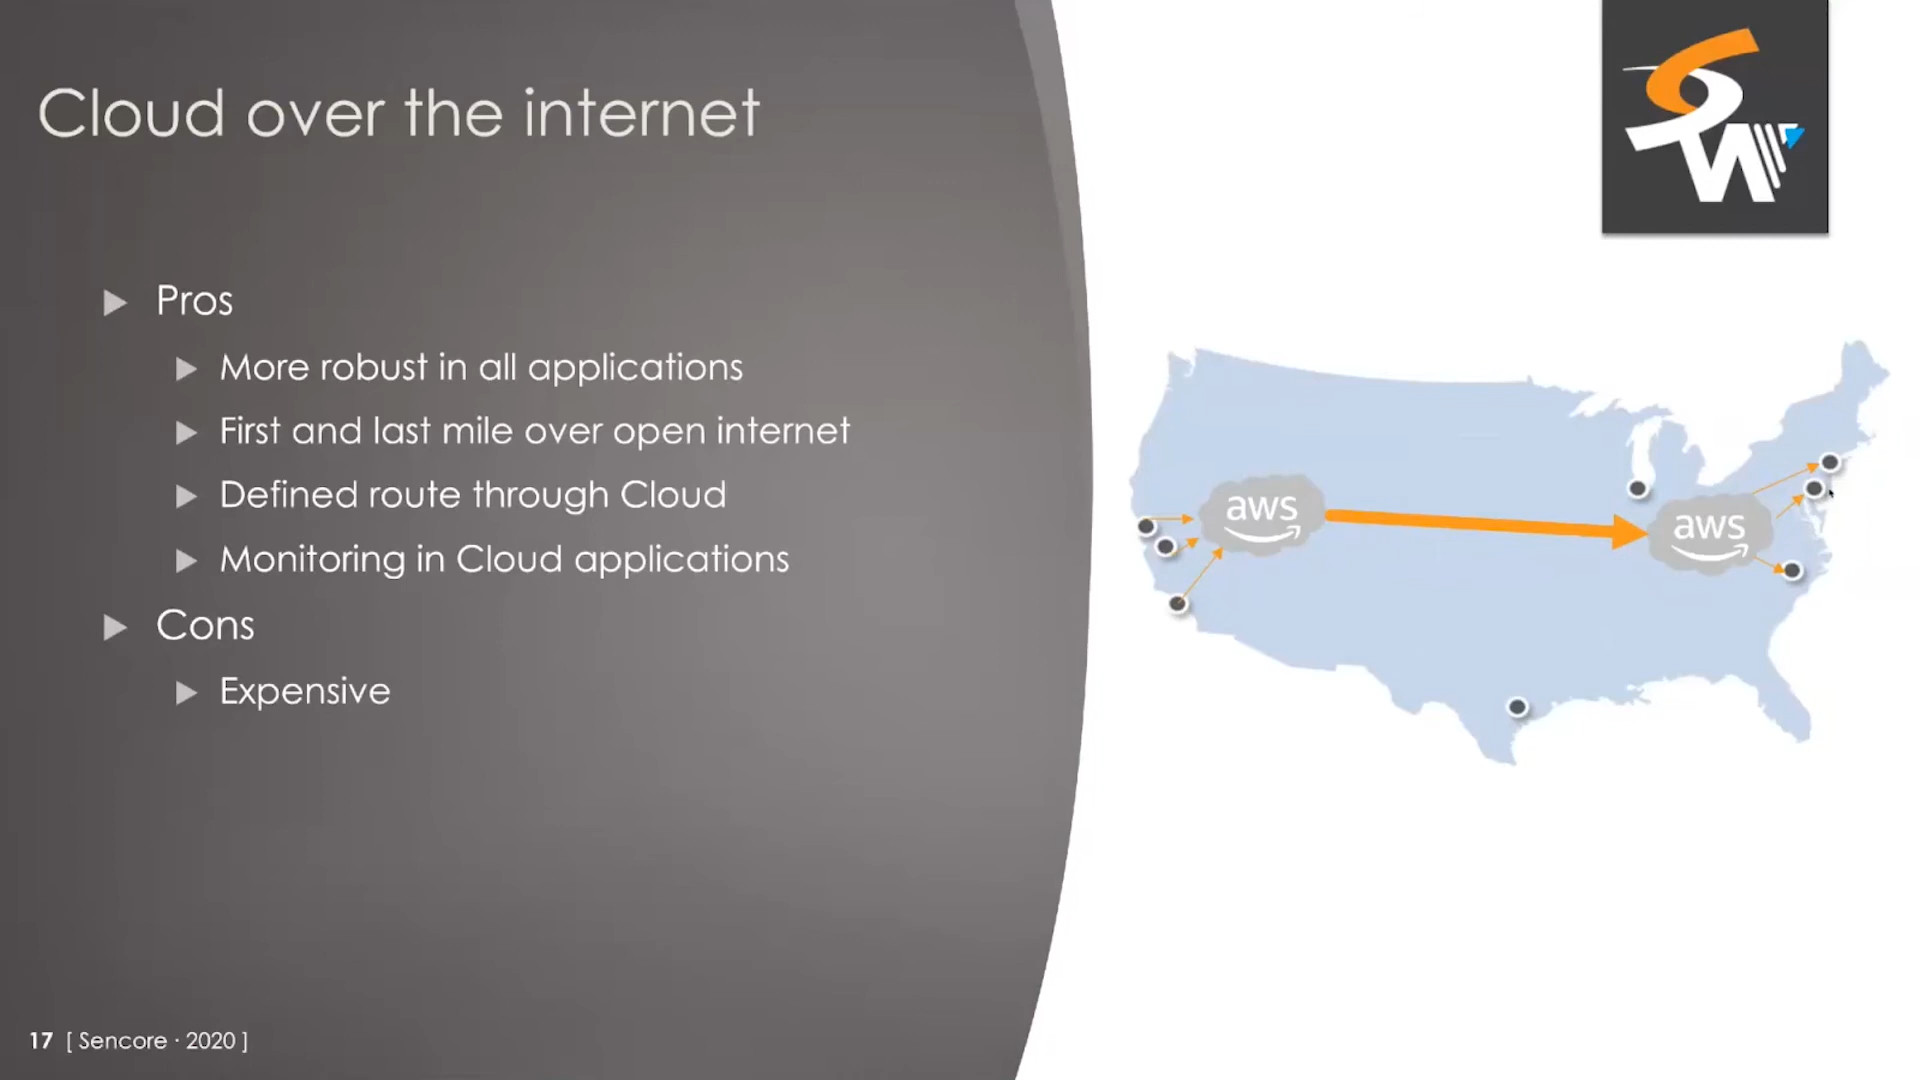 Cloud over the internet
Pros
More robust in all applications
First and last mile over open internet
Defined route through Cloud
Monitoring in Cloud applications
Cons
Expensive
aws
aws
17 [ Sencore · 2020 ]